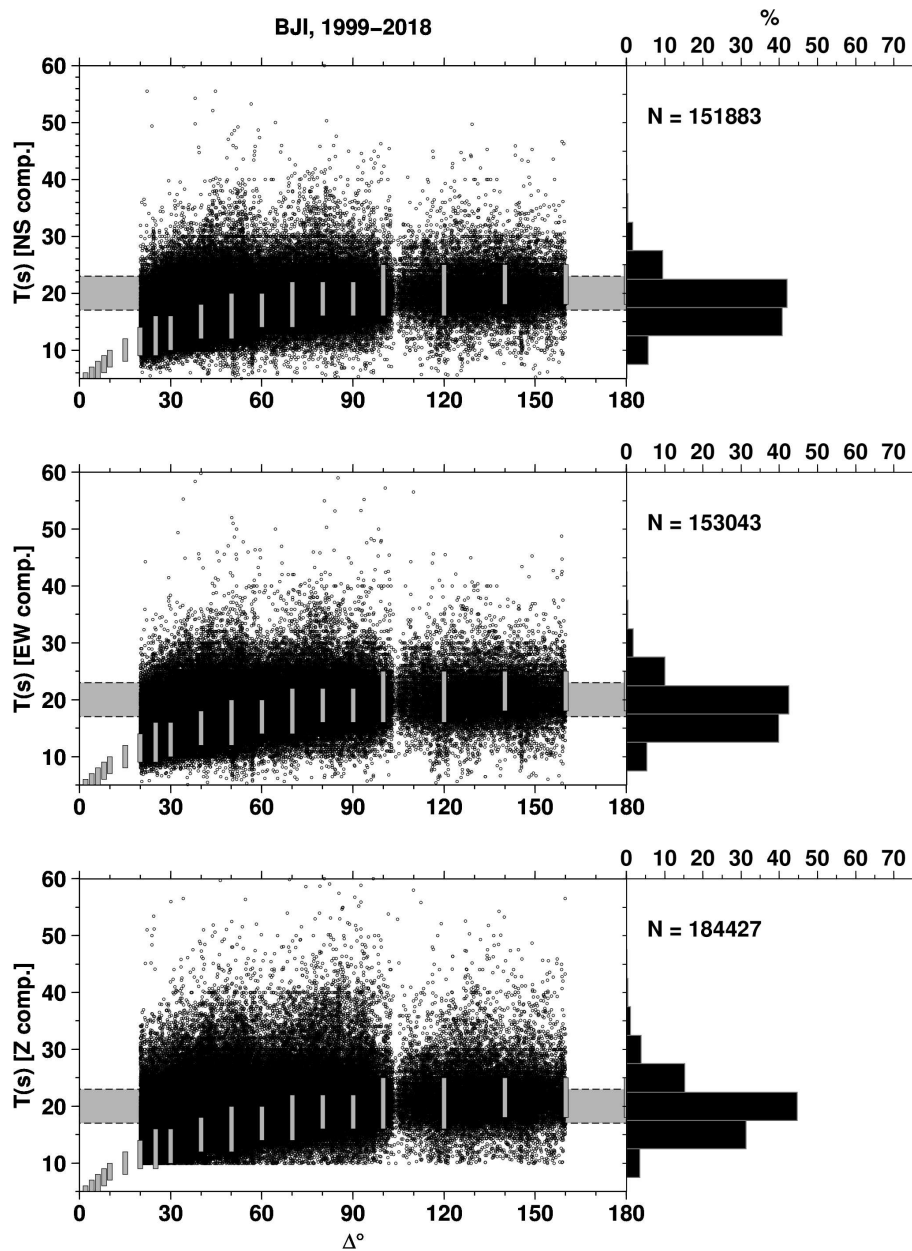 BJI, 1999–2018
%
0 10 20 30 40 50 60 70
60
50
40
30
20
10
T(s) [NS comp.]
N = 151883
0 30 60 90 120 150 180
0 10 20 30 40 50 60 70
60
50
40
30
20
10
T(s) [EW comp.]
N = 153043
0 30 60 90 120 150 180
0 10 20 30 40 50 60 70
60
50
40
30
20
10
T(s) [Z comp.]
N = 184427
0 30 60 90 120 150 180
Δ°